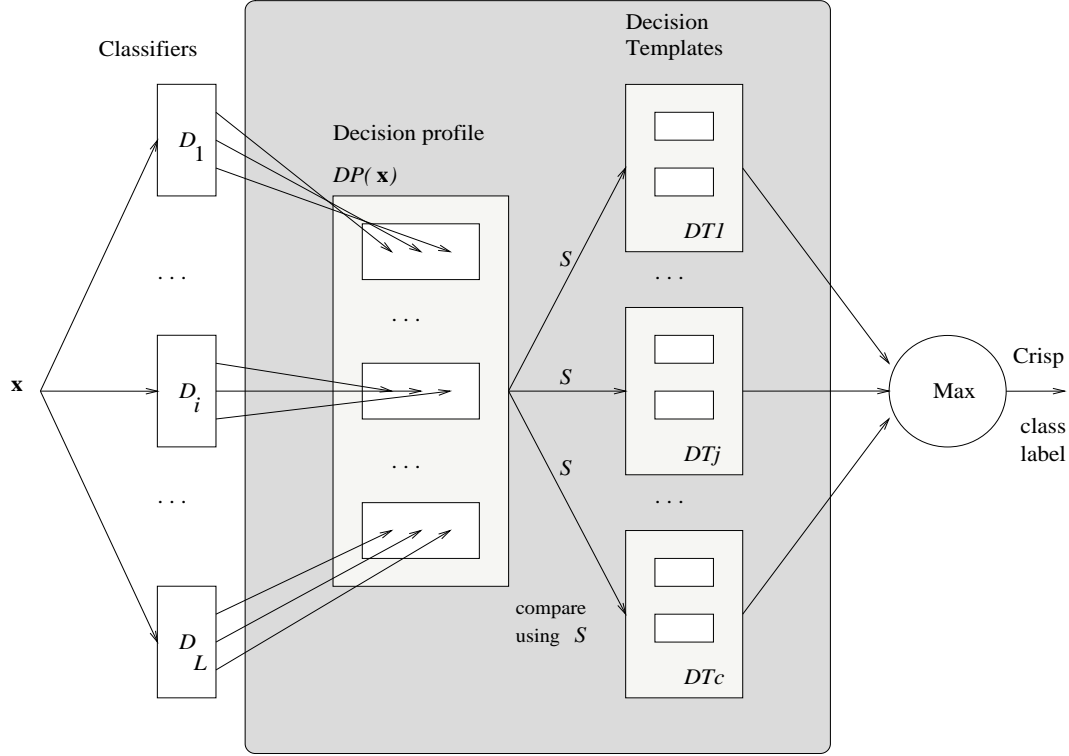 Decision
Templates
Classifiers
Decision profile
DP( x )
D1
. . .
x
Di
. . .
DL
. . .
. . .
S
S
S
compare
using S
DT1
. . .
DTj
. . .
DTc
Max
Crisp
class
label